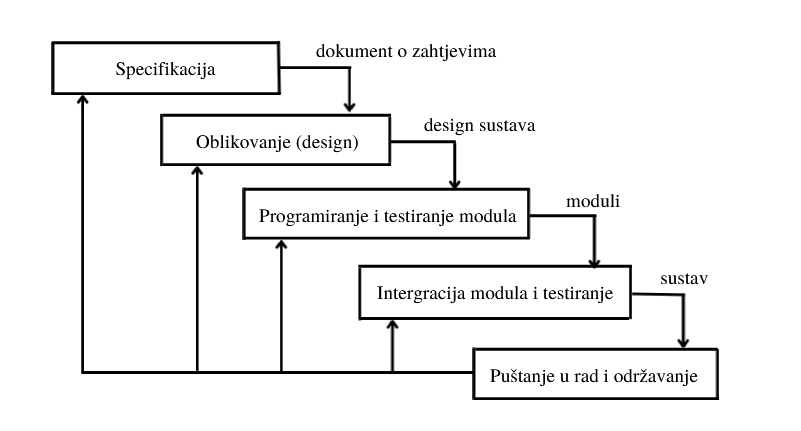 dokument o zahtjevima
Specifikacija
design sustava
Oblikovanje (design)
moduli
Programiranje i testiranje modula
sustav
Intergracija modula i testiranje
Puštanje u rad i održavanje